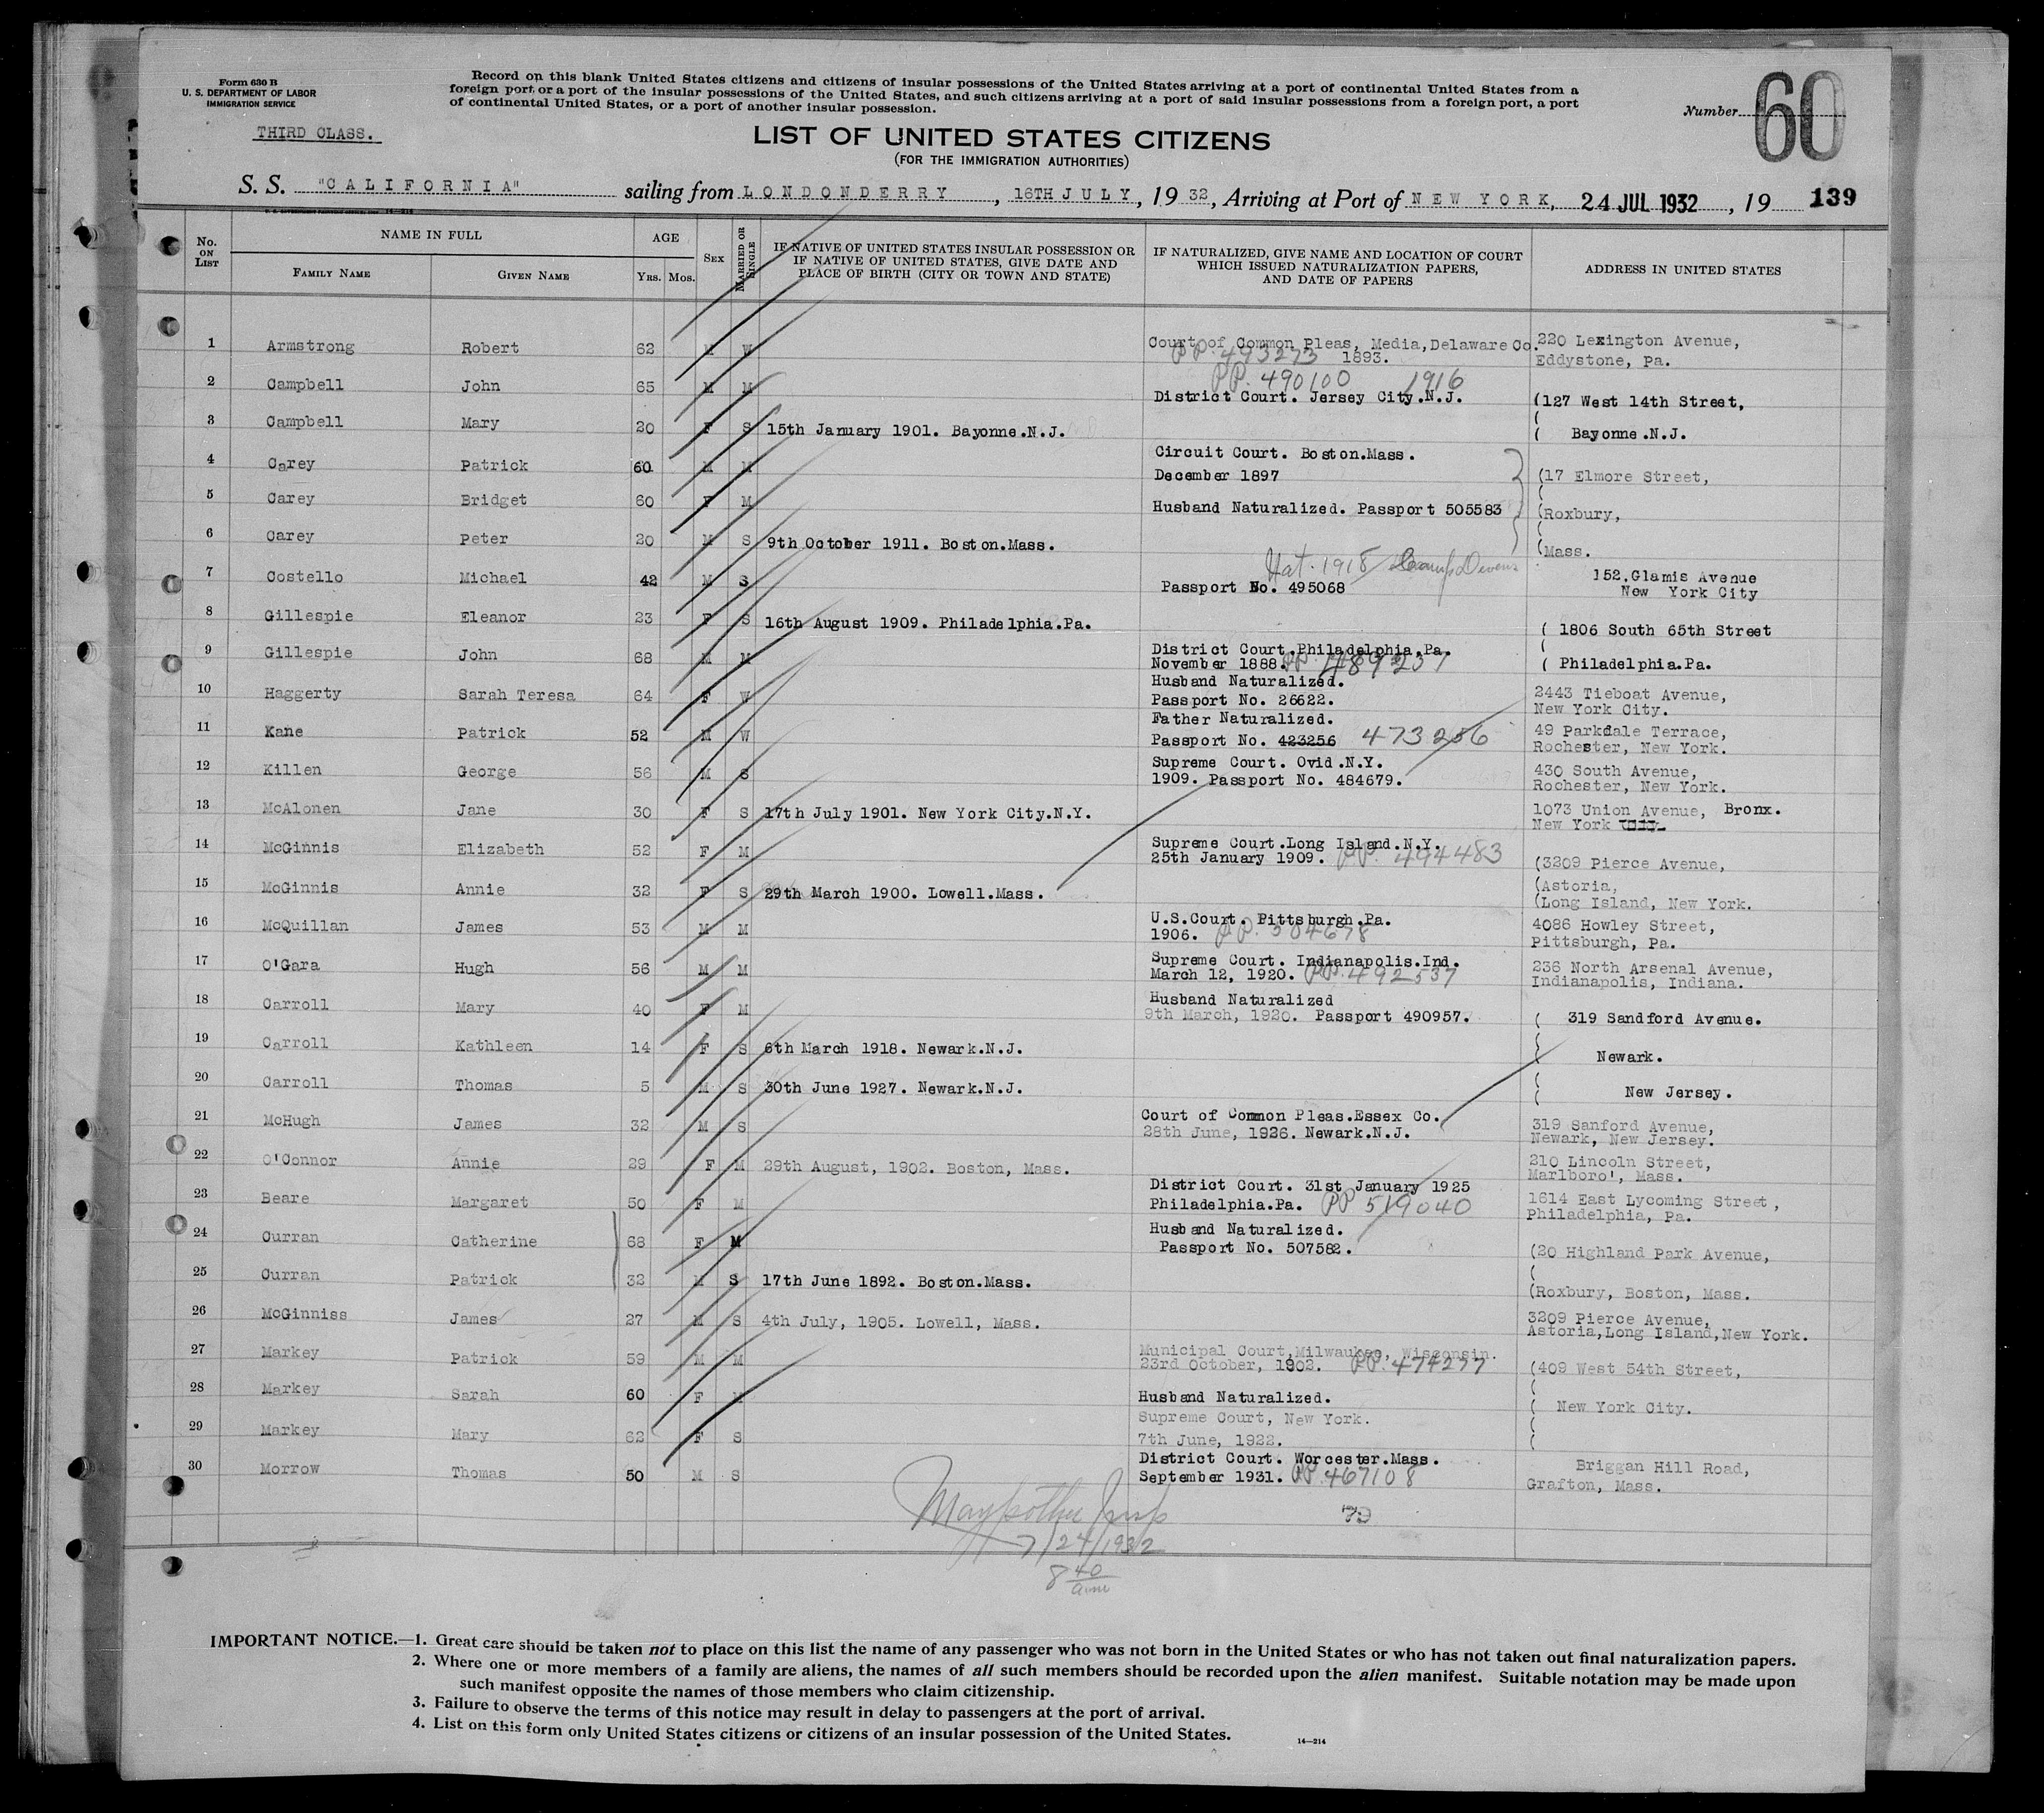 Form 630 B
U. S. DEPARTMENT OF LABOR
IMMIGRATION SERVICE
THIRD CLASS.
Record on this blank United States citizens and citizens of insular possessions of the United States arriving at a port of continental United States from a
foreign port or a port of the insular possessions of the United States, and such citizens arriving at a port of said insular possessions from a foreign port, a port
of continental United States, or a port of another insular possession.
Number 60
LIST OF UNITED STATES CITIZENS
(FOR THE IMMIGRATION AUTHORITIES)
S. S. "CALIFORNIA" sailing from LONDONDERRY, 16TH JULY, 19 32, Arriving at Port of NEW YORK, 24 JUL 1932, 19 139
No. ON LIST
NAME IN FULL
FAMILY NAME GIVEN NAME
AGE
Yrs. Mos.
SEX
MARRIED OR SINGLE
IF NATIVE OF UNITED STATES INSULAR POSSESSION OR
IF NATIVE OF UNITED STATES, GIVE DATE AND
PLACE OF BIRTH (CITY OR TOWN AND STATE)
IF NATURALIZED, GIVE NAME AND LOCATION OF COURT
WHICH ISSUED NATURALIZATION PAPERS,
AND DATE OF PAPERS
ADDRESS IN UNITED STATES
1 Armstrong Robert 62 M W Court of Common Pleas, Media, Delaware Co. 220 Lexington Avenue,
PP. 493273 1893. Eddystone, Pa.
PP. 490100 1916
2 Campbell John 65 M M District Court. Jersey City.N.J. (127 West 14th Street,
(
3 Campbell Mary 20 F S 15th January 1901. Bayonne.N.J. ( Bayonne.N.J.
4 Carey Patrick 60 M M Circuit Court. Boston.Mass.
December 1897 (17 Elmore Street,
(
5 Carey Bridget 60 F M Husband Naturalized. Passport 505583 (Roxbury,
(
6 Carey Peter 20 M S 9th October 1911. Boston.Mass. (Mass.
Nat. 1918 Camp Devens
7 Costello Michael 42 M S Passport No. 495068 152.Glamis Avenue
New York City
8 Gillespie Eleanor 23 F S 16th August 1909. Philadelphia.Pa. ( 1806 South 65th Street
(
9 Gillespie John 68 M M District Court.Philadelphia.Pa.
November 1888. PP. 489257 ( Philadelphia.Pa.
10 Haggerty Sarah Teresa 64 F W Husband Naturalized.
Passport No. 26622. 2443 Tieboat Avenue,
New York City.
11 Kane Patrick 52 M W Father Naturalized.
Passport No. 423256 473256 49 Parkdale Terrace,
Rochester, New York.
12 Killen George 56 M S Supreme Court. Ovid.N.Y.
1909. Passport No. 484679. 430 South Avenue,
Rochester, New York.
13 McAlonen Jane 30 F S 17th July 1901. New York City.N.Y. 1073 Union Avenue, Bronx.
New York City
14 McGinnis Elizabeth 52 F M Supreme Court.Long Island.N.Y.
25th January 1909. PP. 494483 (3209 Pierce Avenue,
15 McGinnis Annie 32 F S 29th March 1900. Lowell.Mass. (Astoria,
(Long Island, New York.
16 McQuillan James 53 M M U.S.Court. Pittsburgh.Pa.
1906. PP. 504678 4086 Howley Street,
Pittsburgh, Pa.
17 O'Gara Hugh 56 M M Supreme Court. Indianapolis.Ind.
March 12, 1920. PP. 492537 236 North Arsenal Avenue,
Indianapolis, Indiana.
18 Carroll Mary 40 F M Husband Naturalized
9th March, 1920. Passport 490957. ( 319 Sandford Avenue.
(
19 Carroll Kathleen 14 F S 6th March 1918. Newark.N.J. ( Newark.
20 Carroll Thomas 5 M S 30th June 1927. Newark.N.J. ( New Jersey.
(
21 McHugh James 32 M S Court of Common Pleas.Essex Co.
28th June, 1926. Newark.N.J. 319 Sanford Avenue,
Newark, New Jersey.
22 O'Connor Annie 29 F M 29th August, 1902. Boston, Mass. 210 Lincoln Street,
Marlboro', Mass.
23 Beare Margaret 50 F M District Court. 31st January 1925
Philadelphia.Pa. PP 519040 1614 East Lycoming Street,
Philadelphia, Pa.
24 Curran Catherine 68 F M Husband Naturalized.
Passport No. 507582. (20 Highland Park Avenue,
(
25 Curran Patrick 32 M S 17th June 1892. Boston.Mass. (Roxbury, Boston, Mass.
26 McGinniss James 27 M S 4th July, 1905. Lowell, Mass. 3209 Pierce Avenue,
Astoria,Long Island,New York.
27 Markey Patrick 59 M M Municipal Court,Milwaukee, Wisconsin.
23rd October, 1902. PP. 474277 (409 West 54th Street,
(
28 Markey Sarah 60 F M Husband Naturalized. ( New York City.
Supreme Court, New York. (
29 Markey Mary 62 F S 7th June, 1922. (
30 Morrow Thomas 50 M S District Court. Worcester.Mass.
September 1931. PP. 467108 Briggan Hill Road,
Grafton, Mass.
79
7/24/1932
8 40
am
IMPORTANT NOTICE.—1. Great care should be taken not to place on this list the name of any passenger who was not born in the United States or who has not taken out final naturalization papers.
2. Where one or more members of a family are aliens, the names of all such members should be recorded upon the alien manifest. Suitable notation may be made upon
such manifest opposite the names of those members who claim citizenship.
3. Failure to observe the terms of this notice may result in delay to passengers at the port of arrival.
4. List on this form only United States citizens or citizens of an insular possession of the United States.
14—214